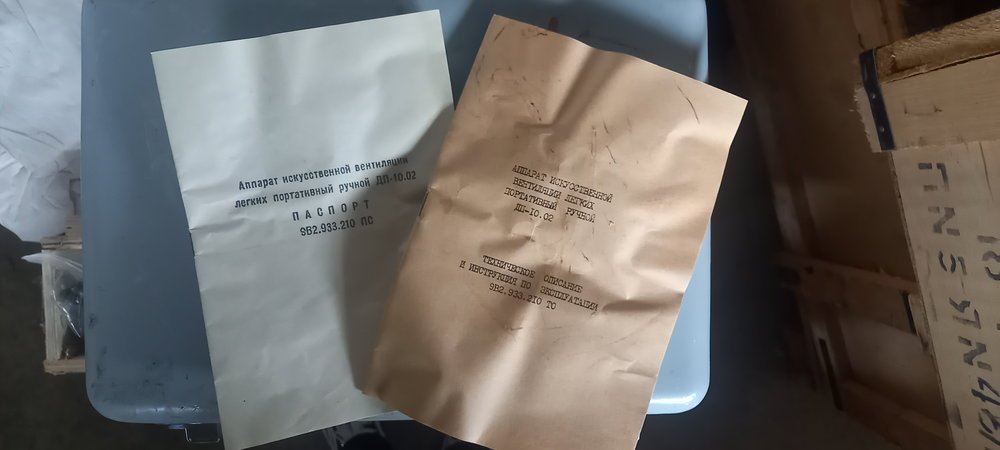 Аппарат искусственной вентиляции
легких портативный ручной ДП-10.02
ПАСПОРТ
9В2.933.210 ПС
АППАРАТ ИСКУССТВЕННОЙ
ВЕНТИЛЯЦИИ ЛЕГКИХ
ПОРТАТИВНЫЙ РУЧНОЙ
ДП-10.02
ТЕХНИЧЕСКОЕ ОПИСАНИЕ
И ИНСТРУКЦИЯ ПО ЭКСПЛУАТАЦИИ
9В2.933.210 ТО